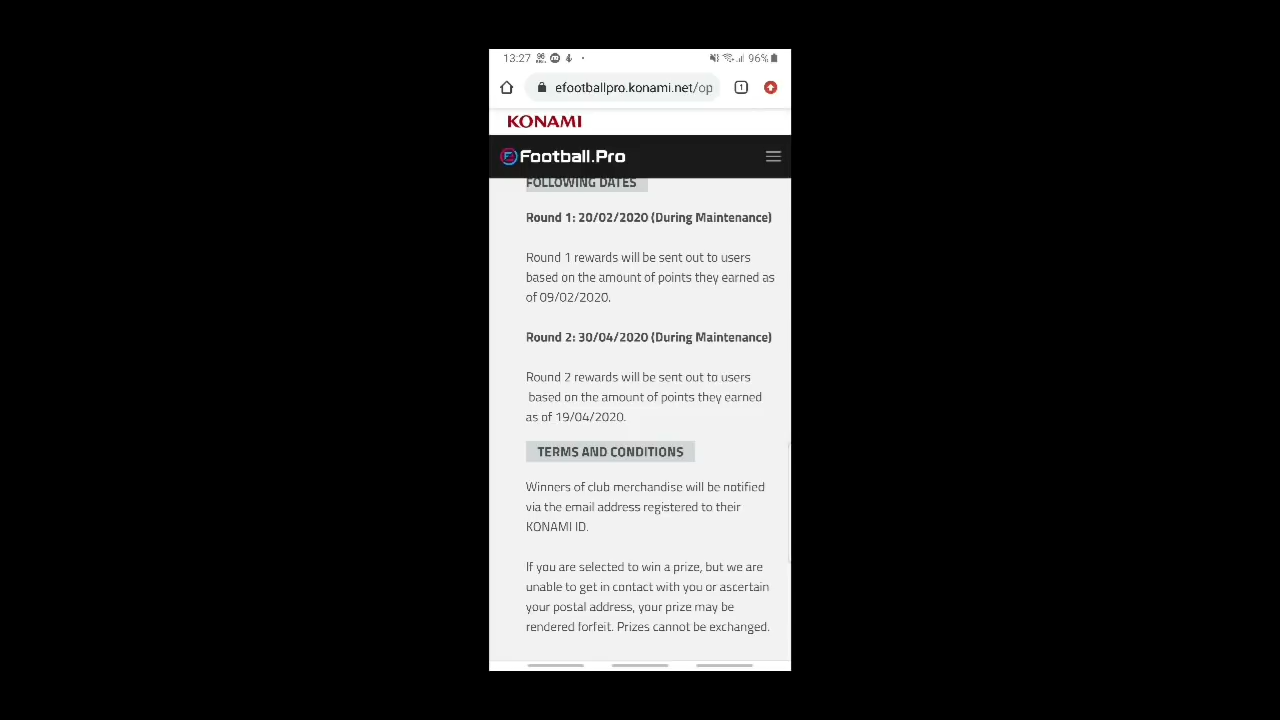 13:27 96%
efootballpro.konami.net/op 1
KONAMI
Football.Pro
FOLLOWING DATES
Round 1: 20/02/2020 (During Maintenance)
Round 1 rewards will be sent out to users
based on the amount of points they earned as
of 09/02/2020.
Round 2: 30/04/2020 (During Maintenance)
Round 2 rewards will be sent out to users
based on the amount of points they earned
as of 19/04/2020.
TERMS AND CONDITIONS
Winners of club merchandise will be notified
via the email address registered to their
KONAMI ID.
If you are selected to win a prize, but we are
unable to get in contact with you or ascertain
your postal address, your prize may be
rendered forfeit. Prizes cannot be exchanged.